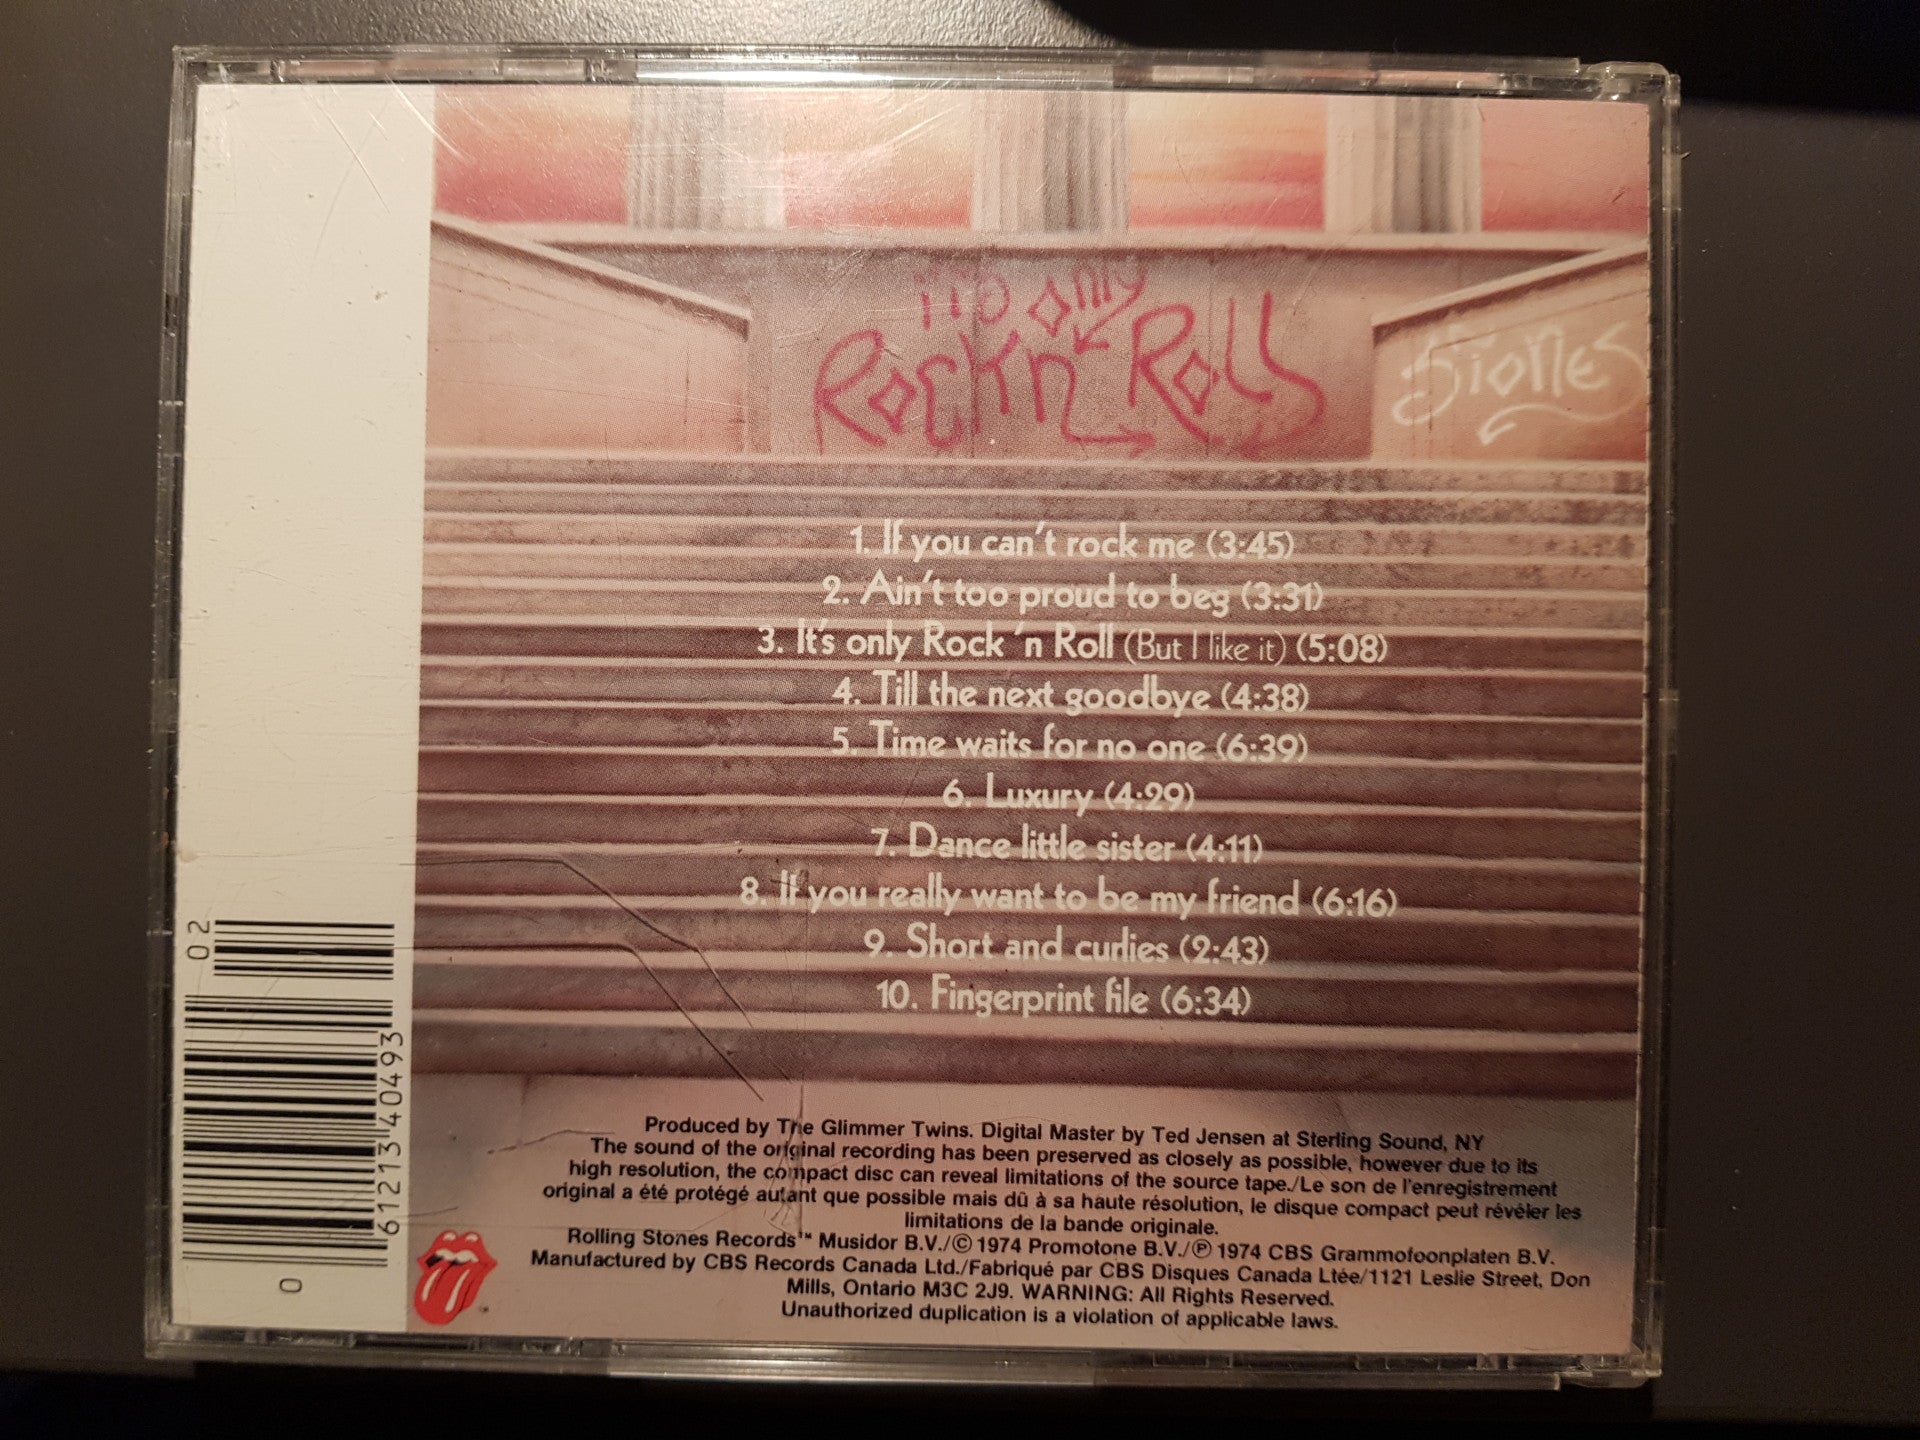 it's only
Rock'n Roll
Stones
1. If you can't rock me (3:45)
2. Ain't too proud to beg (3:31)
3. It's only Rock 'n Roll (But I like it) (5:08)
4. Till the next goodbye (4:38)
5. Time waits for no one (6:39)
6. Luxury (4:29)
7. Dance little sister (4:11)
8. If you really want to be my friend (6:16)
9. Short and curlies (2:43)
10. Fingerprint file (6:34)
Produced by The Glimmer Twins. Digital Master by Ted Jensen at Sterling Sound, NY
The sound of the original recording has been preserved as closely as possible, however due to its
high resolution, the compact disc can reveal limitations of the source tape./Le son de l'enregistrement
original a été protégé autant que possible mais dû à sa haute résolution, le disque compact peut révéler les
limitations de la bande originale.
Rolling Stones Records™ Musidor B.V./© 1974 Promotone B.V./℗ 1974 CBS Grammofoonplaten B.V.
Manufactured by CBS Records Canada Ltd./Fabriqué par CBS Disques Canada Ltée/1121 Leslie Street, Don
Mills, Ontario M3C 2J9. WARNING: All Rights Reserved.
Unauthorized duplication is a violation of applicable laws.
0 6121340493 02